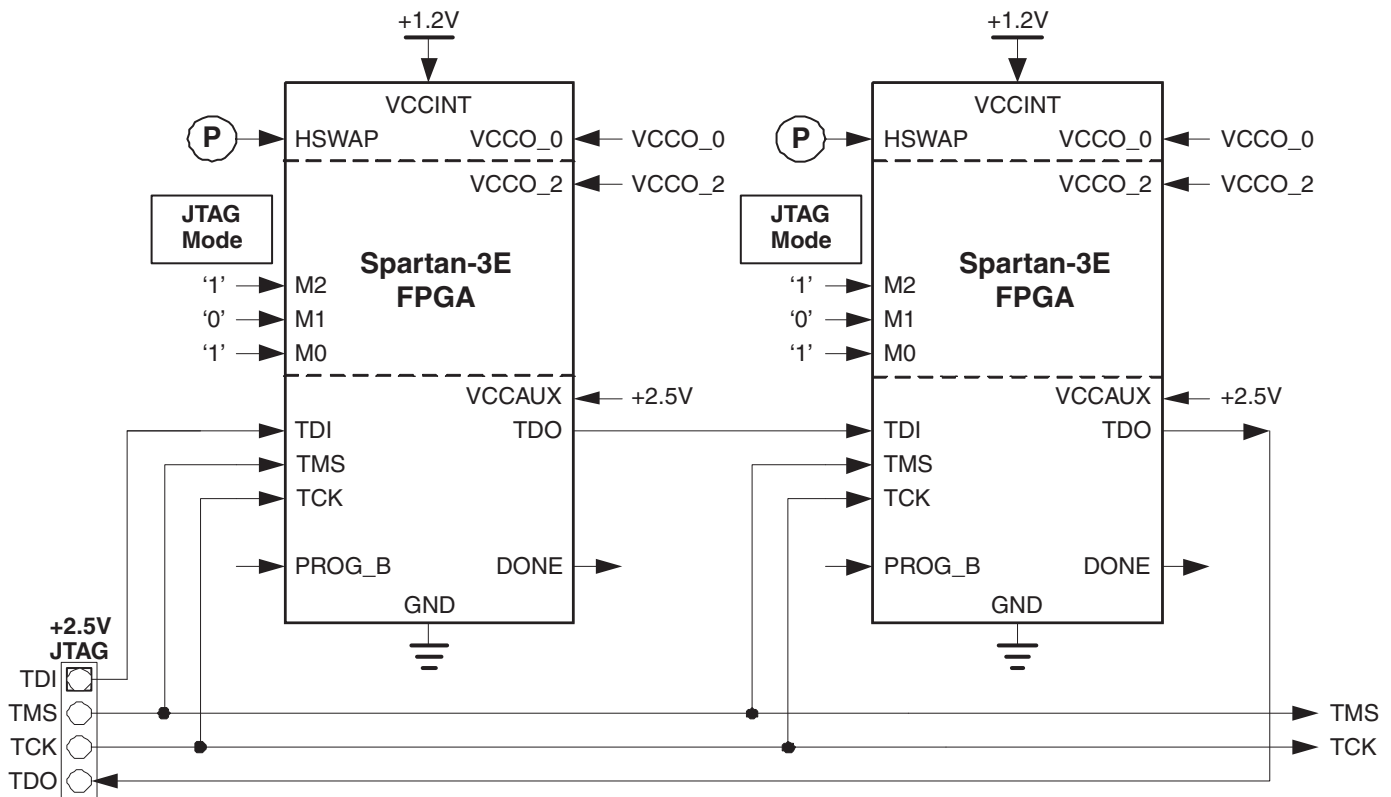 +1.2V +1.2V
VCCINT VCCINT
P HSWAP VCCO_0 VCCO_0 P HSWAP VCCO_0 VCCO_0
VCCO_2 VCCO_2 VCCO_2 VCCO_2
JTAG
Mode
JTAG
Mode
Spartan-3E
FPGA
Spartan-3E
FPGA
‘1’ M2 ‘1’ M2
‘0’ M1 ‘0’ M1
‘1’ M0 ‘1’ M0
VCCAUX +2.5V VCCAUX +2.5V
TDI TDO TDI TDO
TMS TMS
TCK TCK
PROG_B DONE PROG_B DONE
GND GND
+2.5V
JTAG
TDI
TMS TMS
TCK TCK
TDO